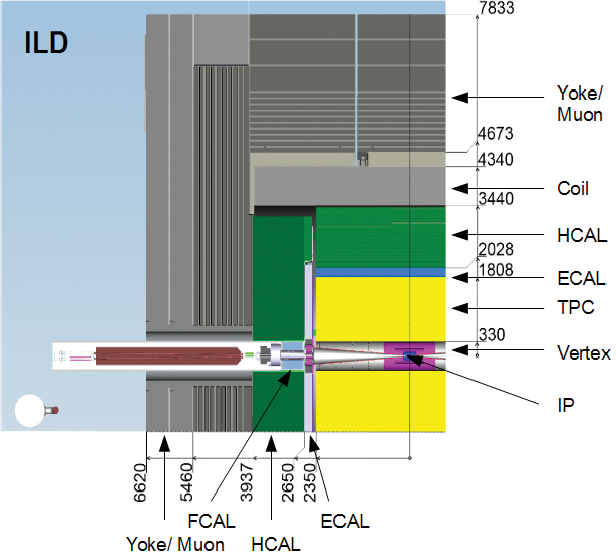 7833
ILD
Yoke/
Muon
4673
4340
Coil
3440
HCAL
2028
ECAL
1808
TPC
330
Vertex
IP
6620
5460
3937
2650
2350
FCAL
ECAL
Yoke/ Muon
HCAL